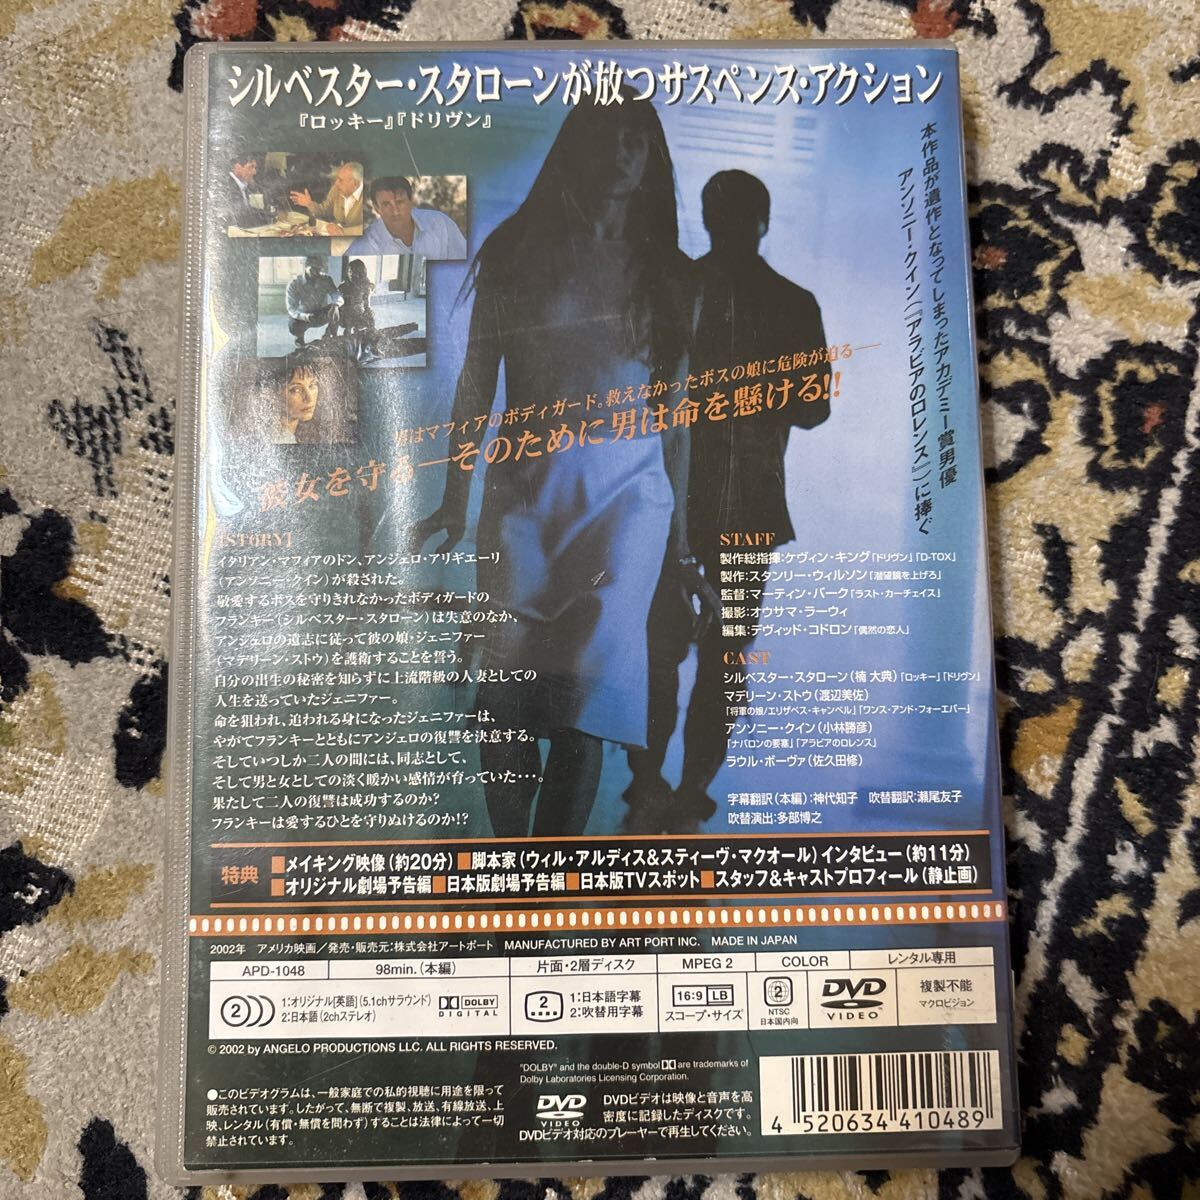 シルベスター・スタローンが放つサスペンス・アクション
『ロッキー』『ドリヴン』
本作品が遺作となってしまったアカデミー賞男優
アンソニー・クイン(『アラビアのロレンス』)に捧ぐ
男はマフィアのボディガード。救えなかったボスの娘に危険が迫る──
彼女を守る─そのために男は命を懸ける!!
[STORY]
イタリアン・マフィアのドン、アンジェロ・アリギエーリ
(アンソニー・クイン)が殺された。
敬愛するボスを守りきれなかったボディガードの
フランキー(シルベスター・スタローン)は失意のなか、
アンジェロの遺志に従って彼の娘・ジェニファー
(マデリーン・ストウ)を護衛することを誓う。
自分の出生の秘密を知らずに上流階級の人妻としての
人生を送っていたジェニファー。
命を狙われ、追われる身になったジェニファーは、
やがてフランキーとともにアンジェロの復讐を決意する。
そしていつしか二人の間には、同志として、
そして男と女としての淡く暖かい感情が育っていた・・・。
果たして二人の復讐は成功するのか?
フランキーは愛するひとを守りぬけるのか!?
STAFF
製作総指揮:ケヴィン・キング「ドリヴン」「D-TOX」
製作:スタンリー・ウィルソン「潜望鏡を上げろ」
監督:マーティン・バーク「ラスト・カーチェイス」
撮影:オウサマ・ラーウィ
編集:デヴィッド・コドロン「偶然の恋人」
CAST
シルベスター・スタローン(楠 大典)「ロッキー」「ドリヴン」
マデリーン・ストウ(渡辺美佐)
「将軍の娘/エリザベス・キャンベル」「ワンス・アンド・フォーエバー」
アンソニー・クイン(小林勝彦)
「ナバロンの要塞」「アラビアのロレンス」
ラウル・ボーヴァ(佐久田修)
字幕翻訳(本編):神代知子 吹替翻訳:瀬尾友子
吹替演出:多部博之
特典
■メイキング映像(約20分)■脚本家(ウィル・アルディス&スティーヴ・マクオール)インタビュー(約11分)
■オリジナル劇場予告編■日本版劇場予告編■日本版TVスポット■スタッフ&キャストプロフィール(静止画)
2002年 アメリカ映画/発売・販売元:株式会社アートポート MANUFACTURED BY ART PORT INC. MADE IN JAPAN
APD-1048 98min.(本編) 片面・2層ディスク MPEG 2 COLOR レンタル専用
2 1:オリジナル(英語)(5.1chサラウンド)
2:日本語(2chステレオ)
DOLBY
DIGITAL
2 1:日本語字幕
2:吹替用字幕
16:9 LB
スコープ・サイズ
2
NTSC
日本国内向
DVD
VIDEO
複製不能
マクロビジョン
© 2002 by ANGELO PRODUCTIONS LLC. ALL RIGHTS RESERVED.
"DOLBY" and the double-D symbol are trademarks of
Dolby Laboratories Licensing Corporation.
●このビデオグラムは、一般家庭での私的視聴に用途を限って
販売されています。したがって、無断で複製、放送、有線放送、上
映、レンタル(有償・無償を問わず)することは法律によって一切
禁止されています。
DVD
VIDEO
DVDビデオは映像と音声を高
密度に記録したディスクです。
DVDビデオ対応のプレーヤーで再生してください。
4 520634 410489